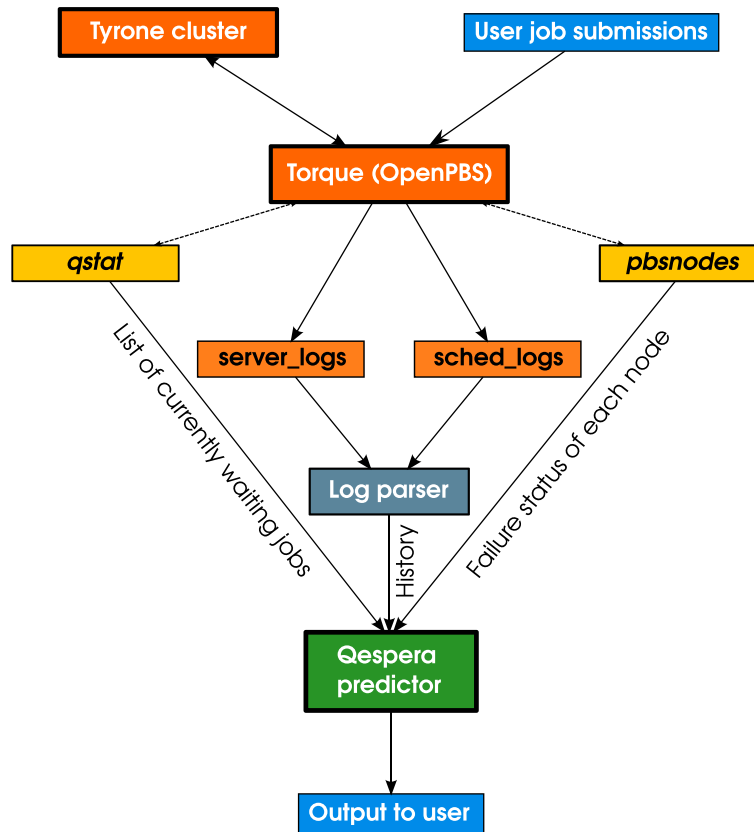 Tyrone cluster
User job submissions
Torque (OpenPBS)
qstat
pbsnodes
server_logs
sched_logs
List of currently waiting jobs
Failure status of each node
Log parser
History
Qespera
predictor
Output to user